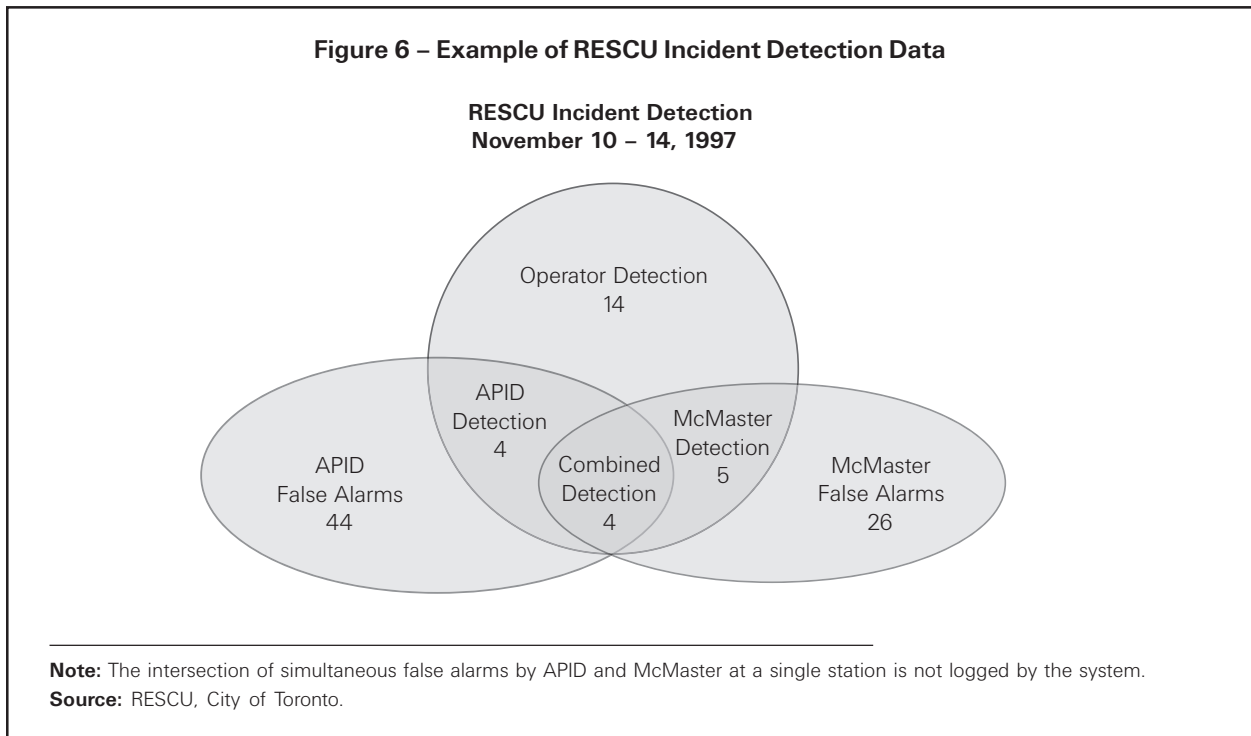 Figure 6 – Example of RESCU Incident Detection Data
RESCU Incident Detection
November 10 – 14, 1997
Operator Detection
14
APID
Detection
4
McMaster
Detection
5
Combined
Detection
4
APID
False Alarms
44
McMaster
False Alarms
26
Note: The intersection of simultaneous false alarms by APID and McMaster at a single station is not logged by the system.
Source: RESCU, City of Toronto.